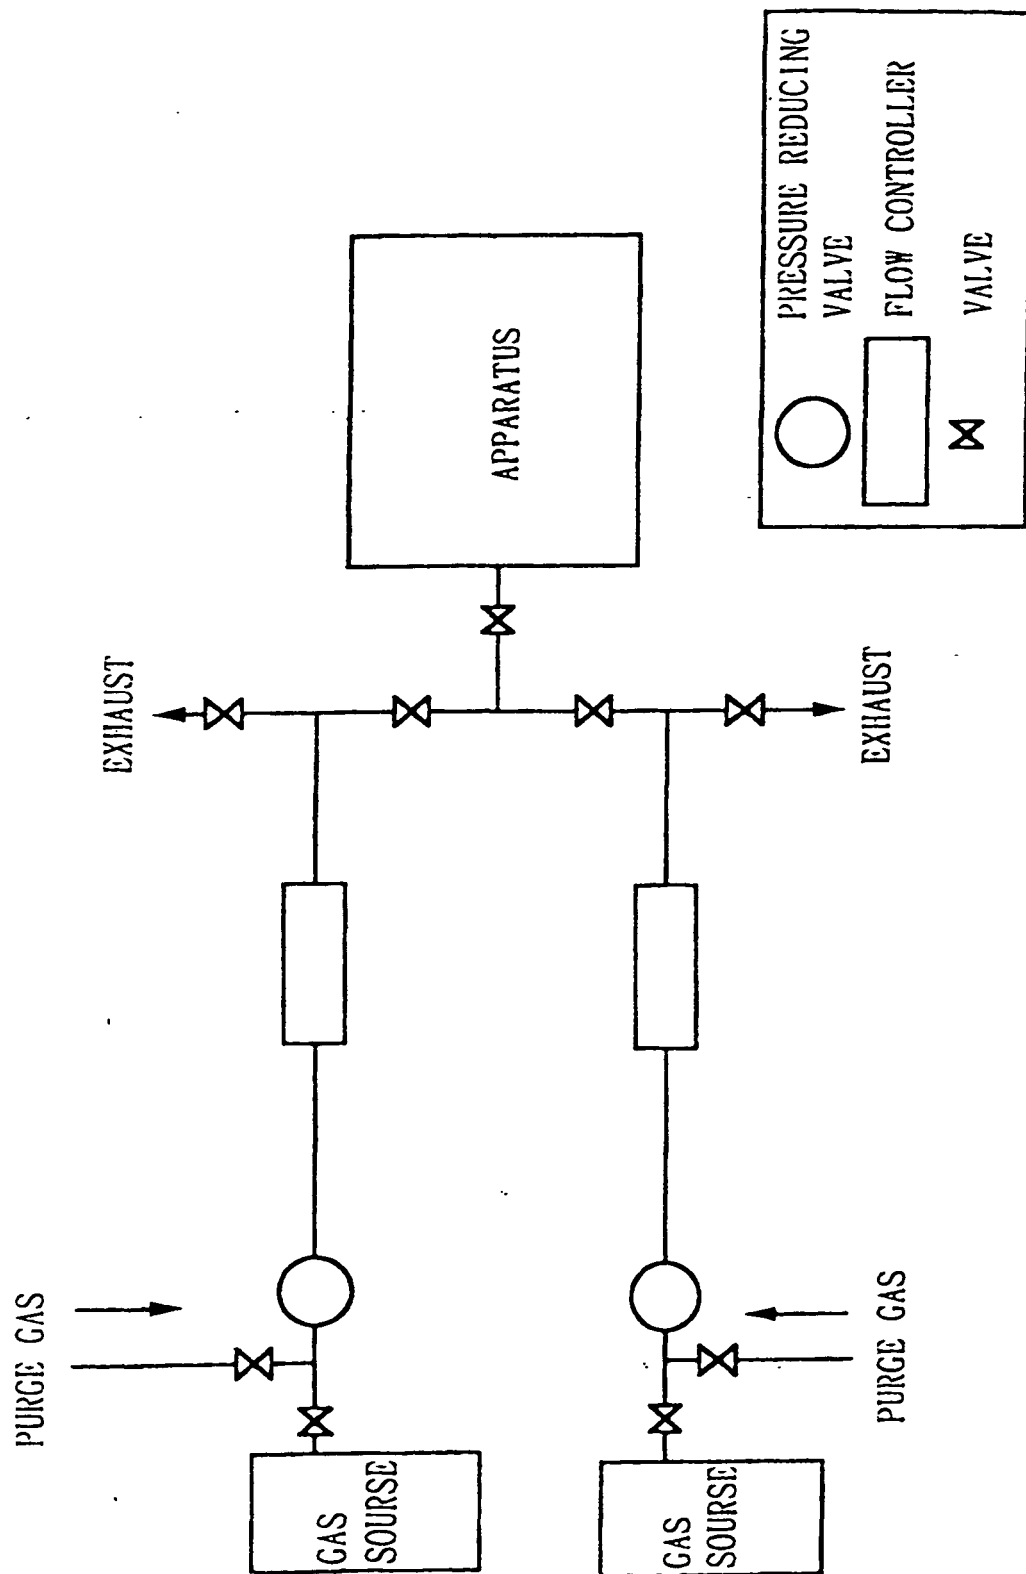 PURGE GAS
EXHAUST
GAS
SOURSE
APPARATUS
GAS
SOURSE
PURGE GAS
EXHAUST
PRESSURE REDUCING
VALVE
FLOW CONTROLLER
VALVE